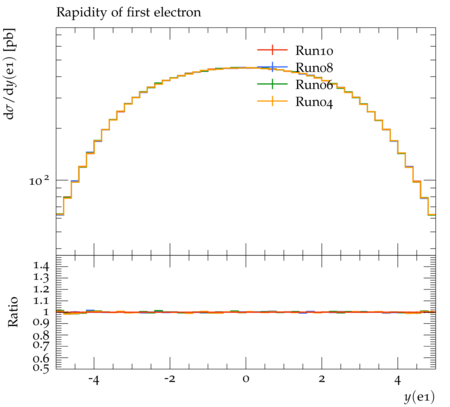 Rapidity of first electron
dσ/dy(e1) [pb]
Run10
Run08
Run06
Run04
10²
Ratio
1.4
1.3
1.2
1.1
1
0.9
0.8
0.7
0.6
0.5
-4 -2 0 2 4
y(e1)